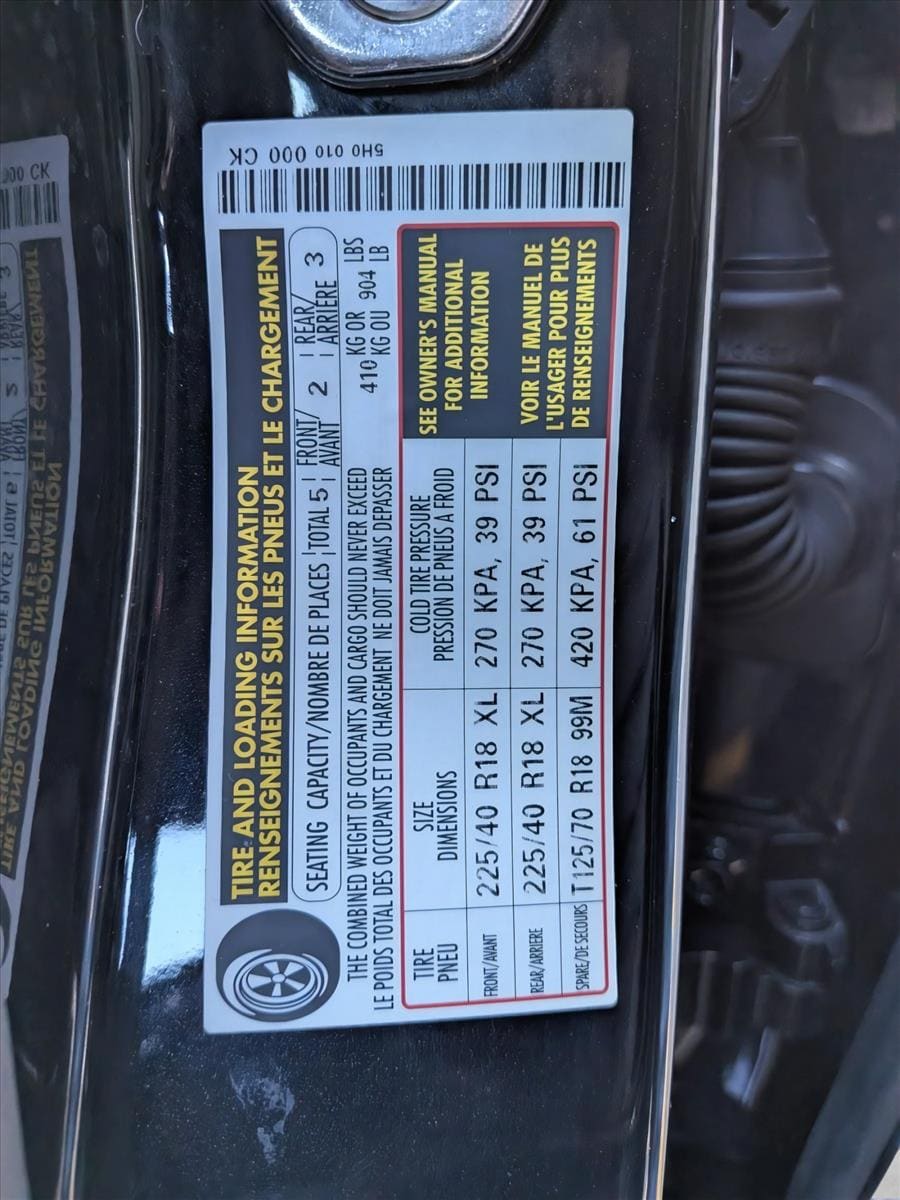 TIRE AND LOADING INFORMATION
RENSEIGNEMENTS SUR LES PNEUS ET LE CHARGEMENT
SEATING CAPACITY/NOMBRE DE PLACES | TOTAL 5 | FRONT/ AVANT 2 | REAR/ ARRIERE 3
THE COMBINED WEIGHT OF OCCUPANTS AND CARGO SHOULD NEVER EXCEED 410 KG OR 904 LBS
LE POIDS TOTAL DES OCCUPANTS ET DU CHARGEMENT NE DOIT JAMAIS DEPASSER KG OU LB
TIRE SIZE COLD TIRE PRESSURE
PNEU DIMENSIONS PRESSION DE PNEUS A FROID
FRONT/AVANT 225/40 R18 XL 270 KPA, 39 PSI
REAR/ARRIERE 225/40 R18 XL 270 KPA, 39 PSI
SPARE/DE SECOURS T125/70 R18 99M 420 KPA, 61 PSI
SEE OWNER'S MANUAL
FOR ADDITIONAL
INFORMATION
VOIR LE MANUEL DE
L'USAGER POUR PLUS
DE RENSEIGNEMENTS
5H0 010 000 CK